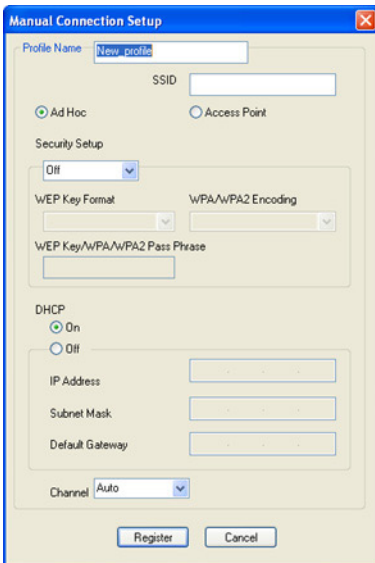 Manual Connection Setup
Profile Name New_profile
SSID
Ad Hoc Access Point
Security Setup
Off
WEP Key Format WPA/WPA2 Encoding
WEP Key/WPA/WPA2 Pass Phrase
DHCP
On
Off
IP Address
Subnet Mask
Default Gateway
Channel Auto
Register Cancel